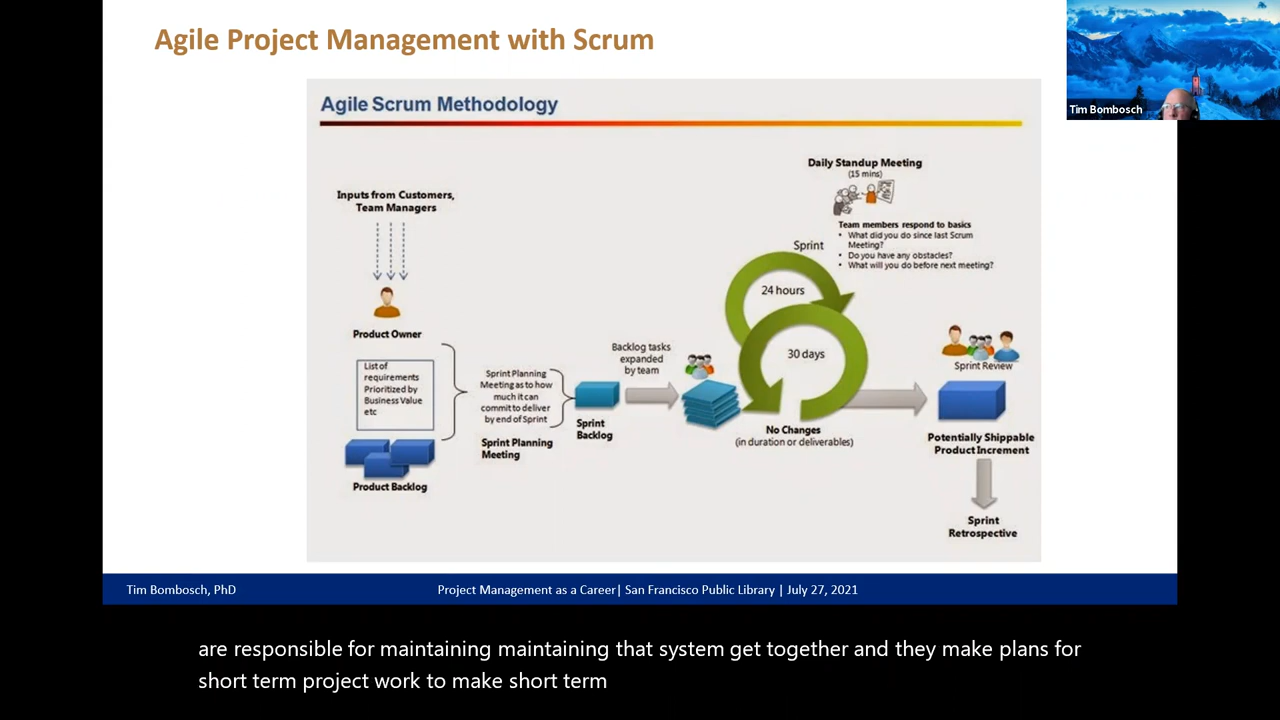 Agile Project Management with Scrum
Tim Bombosch
Agile Scrum Methodology
Daily Standup Meeting
(15 mins)
Inputs from Customers,
Team Managers
Team members respond to basics
• What did you do since last Scrum
Meeting?
• Do you have any obstacles?
• What will you do before next meeting?
Sprint
24 hours
Product Owner
List of
requirements
Prioritized by
Business Value
etc
Product Backlog
Sprint Planning
Meeting as to how
much it can
commit to deliver
by end of Sprint
Sprint Planning
Meeting
Sprint
Backlog
Backlog tasks
expanded
by team
30 days
No Changes
(in duration or deliverables)
Sprint Review
Potentially Shippable
Product Increment
Sprint
Retrospective
Tim Bombosch, PhD
Project Management as a Career| San Francisco Public Library | July 27, 2021
are responsible for maintaining maintaining that system get together and they make plans for
short term project work to make short term